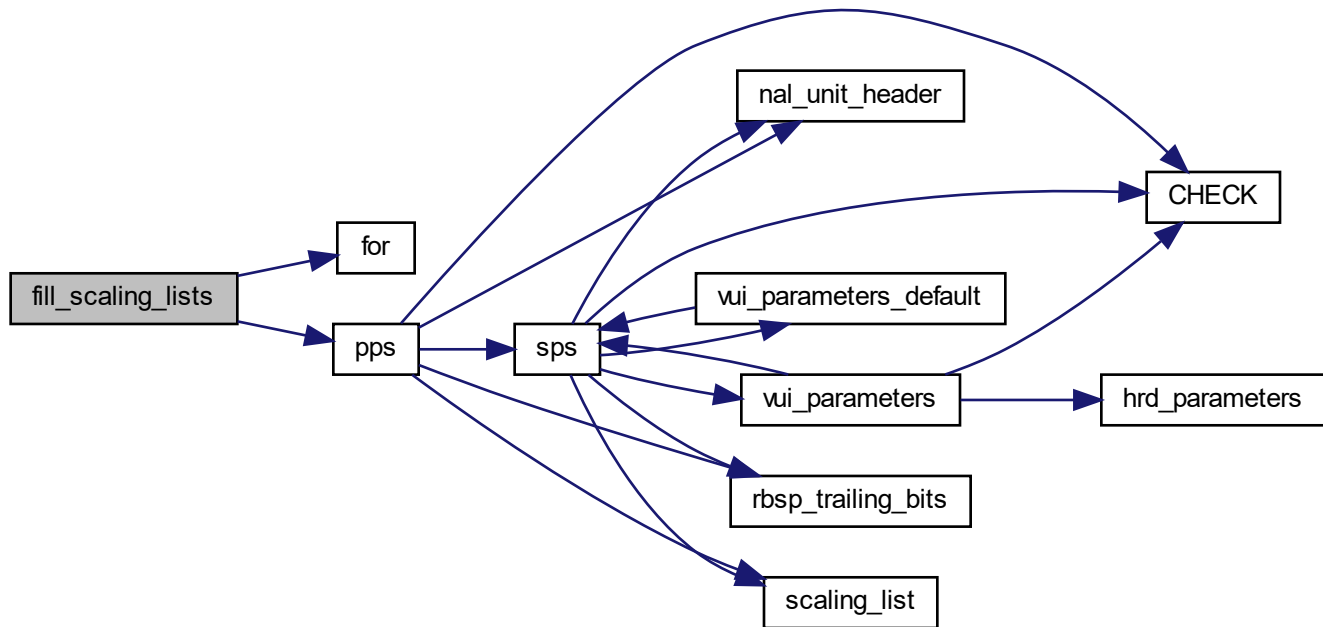 nal_unit_header
CHECK
for
fill_scaling_lists
vui_parameters_default
pps
sps
vui_parameters
hrd_parameters
rbsp_trailing_bits
scaling_list